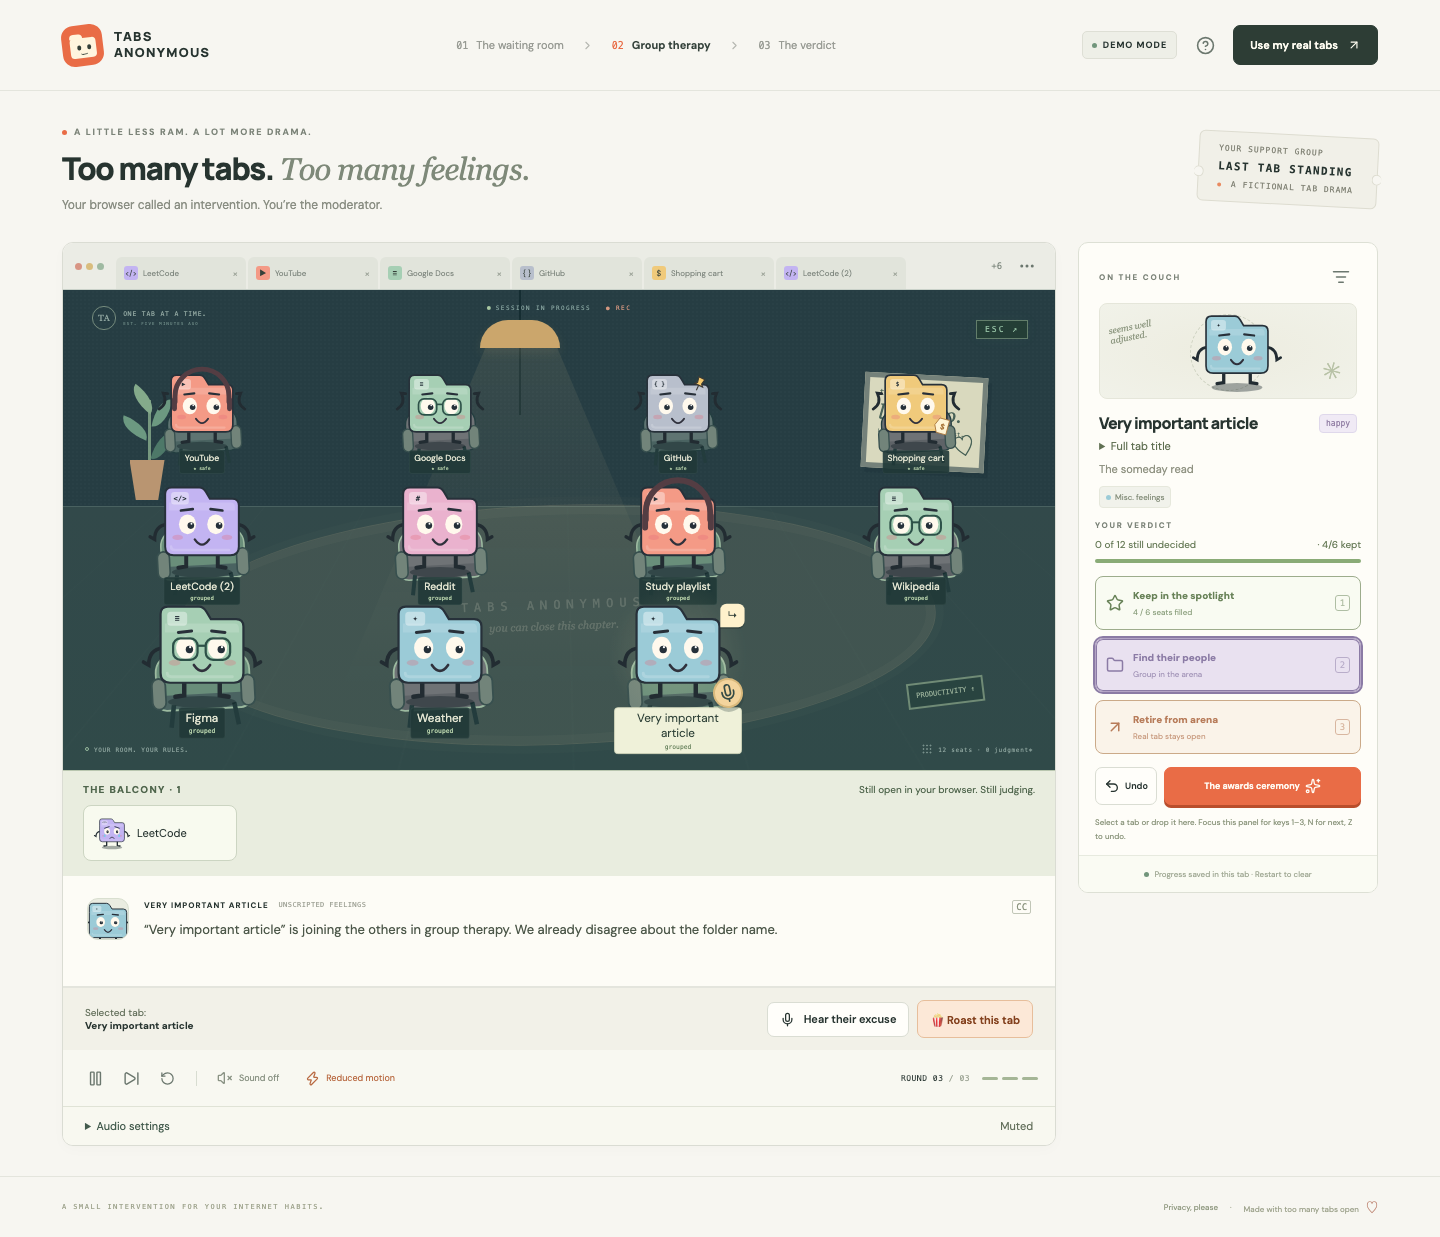 TABS
ANONYMOUS
01 The waiting room
02 Group therapy
03 The verdict
DEMO MODE
Use my real tabs
A LITTLE LESS RAM. A LOT MORE DRAMA.
Too many tabs. Too many feelings.
Your browser called an intervention. You're the moderator.
YOUR SUPPORT GROUP
LAST TAB STANDING
A FICTIONAL TAB DRAMA
LeetCode
YouTube
Google Docs
GitHub
Shopping cart
LeetCode (2)
+6
TA
ONE TAB AT A TIME.
EST. FIVE MINUTES AGO
SESSION IN PROGRESS
REC
ESC
YouTube
safe
Google Docs
safe
GitHub
safe
Shopping cart
safe
LeetCode (2)
grouped
Reddit
grouped
Study playlist
grouped
Wikipedia
grouped
TABS ANONYMOUS
you can close this chapter.
Figma
grouped
Weather
grouped
Very important
article
grouped
PRODUCTIVITY
YOUR ROOM. YOUR RULES.
12 seats · 0 judgment*
THE BALCONY · 1
Still open in your browser. Still judging.
LeetCode
VERY IMPORTANT ARTICLE
UNSCRIPTED FEELINGS
CC
“Very important article” is joining the others in group therapy. We already disagree about the folder name.
Selected tab:
Very important article
Hear their excuse
Roast this tab
Sound off
Reduced motion
ROUND 03 / 03
Audio settings
Muted
ON THE COUCH
seems well
adjusted.
Very important article
happy
Full tab title
The someday read
Misc. feelings
YOUR VERDICT
0 of 12 still undecided
· 4/6 kept
Keep in the spotlight
4 / 6 seats filled
1
Find their people
Group in the arena
2
Retire from arena
Real tab stays open
3
Undo
The awards ceremony
Select a tab or drop it here. Focus this panel for keys 1–3, N for next, Z
to undo.
Progress saved in this tab · Restart to clear
A SMALL INTERVENTION FOR YOUR INTERNET HABITS.
Privacy, please
·
Made with too many tabs open